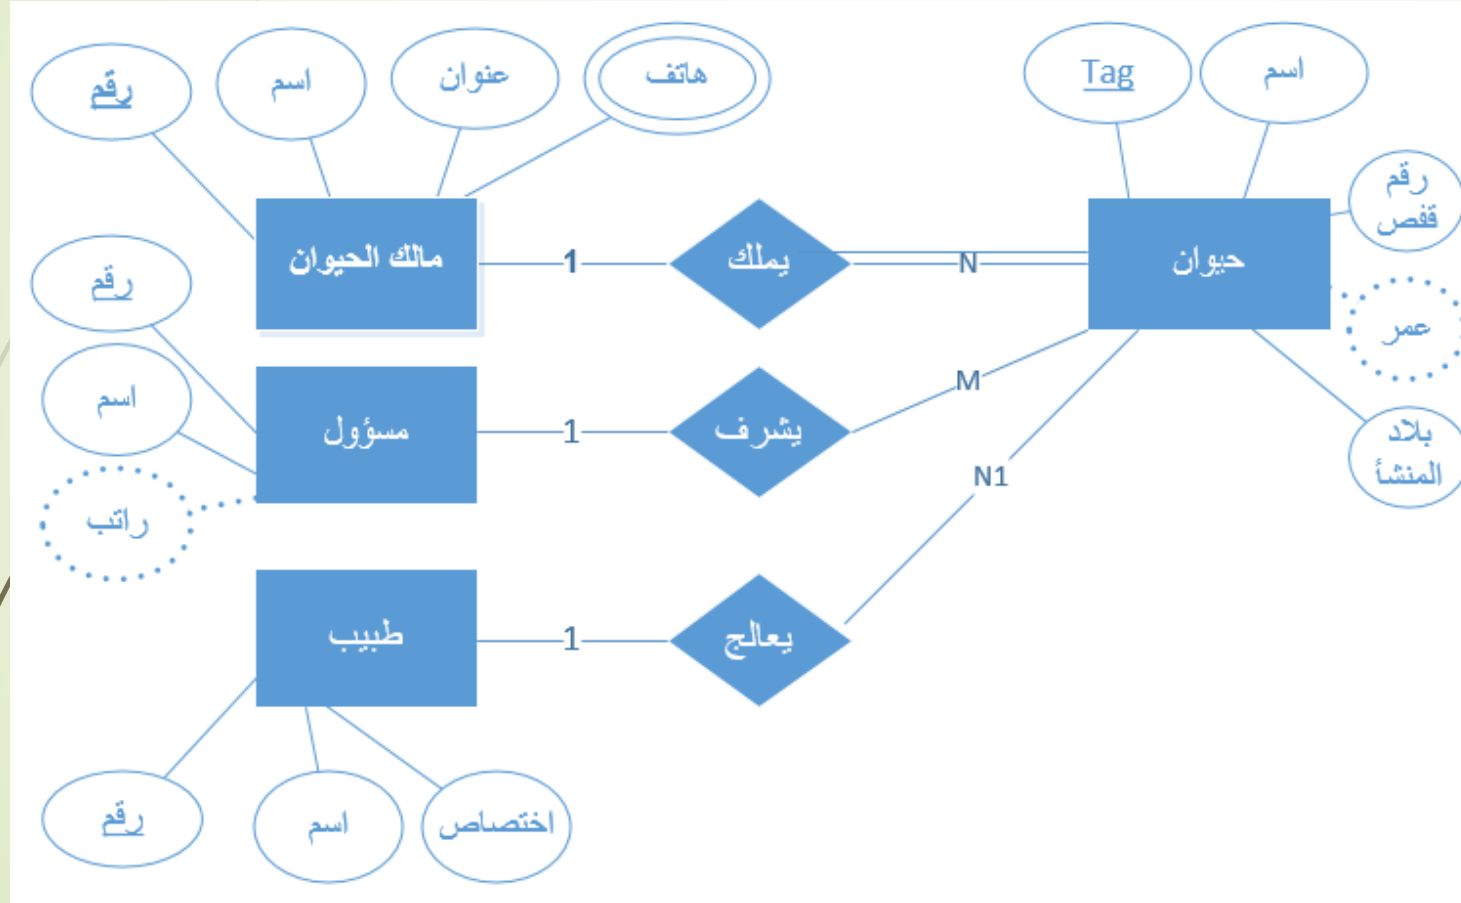 رقم
اسم
عنوان
هاتف
Tag
اسم
رقم
قفص
مالك الحيوان
1
يملك
N
حيوان
عمر
رقم
اسم
مسؤول
1
يشرف
M
بلاد
المنشأ
راتب
N1
طبيب
1
يعالج
رقم
اسم
اختصاص